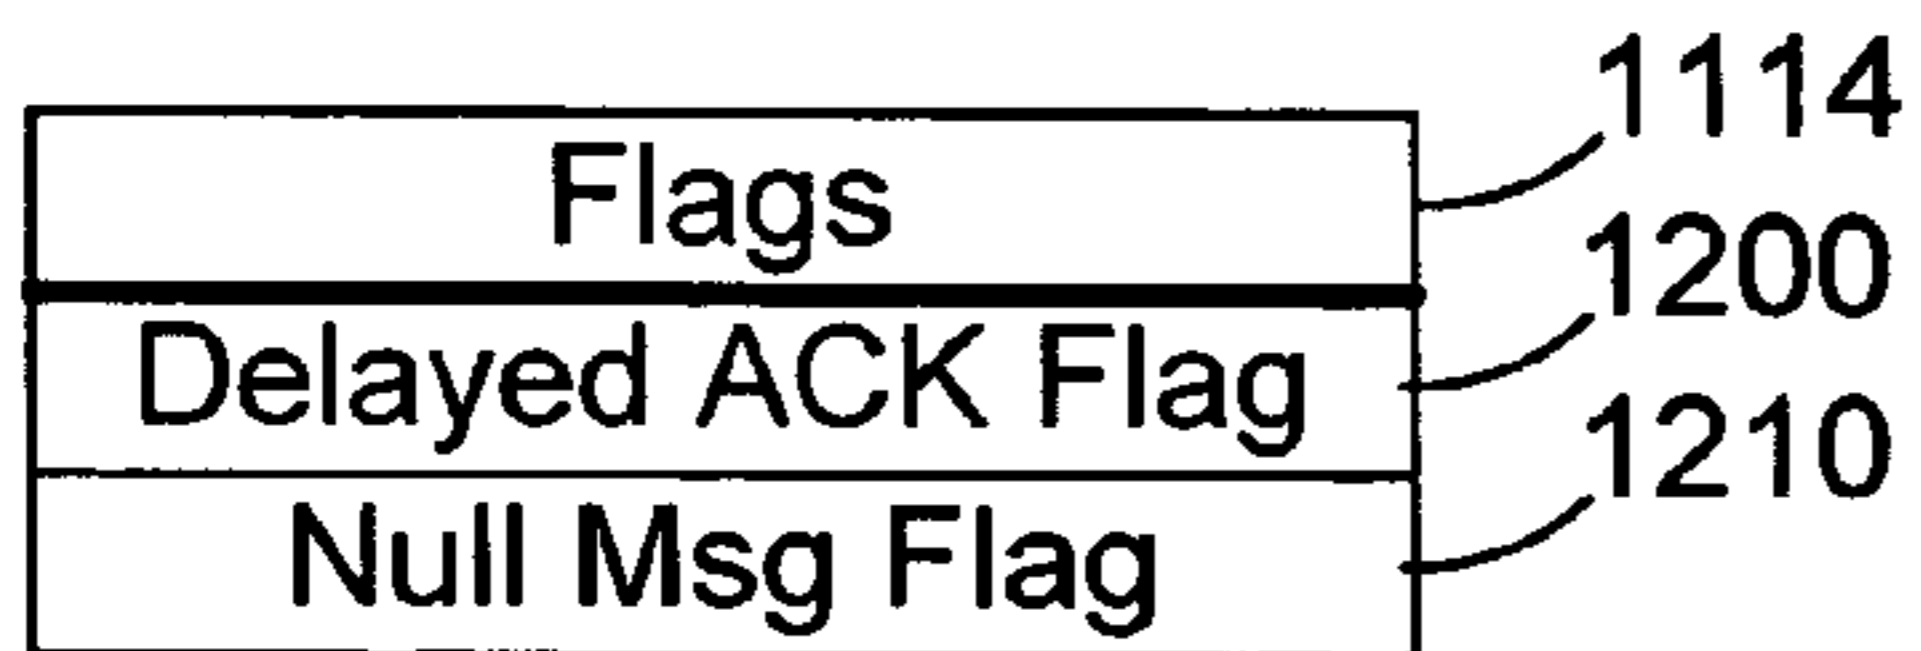 Flags 1114
Delayed ACK Flag 1200
Null Msg Flag 1210